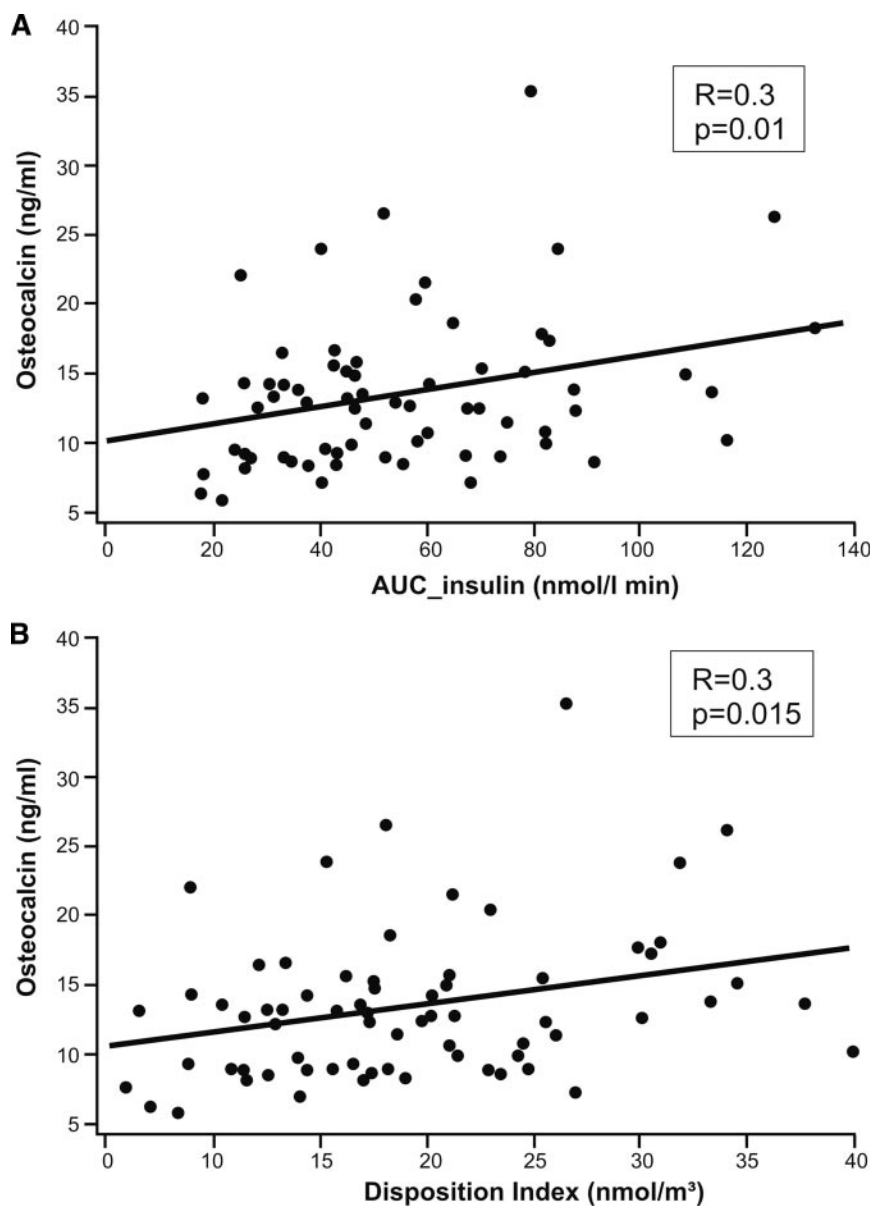 A
40
35
30
25
20
15
10
5
Osteocalcin (ng/ml)
R=0.3
p=0.01
0 20 40 60 80 100 120 140
AUC_insulin (nmol/l min)
B
40
35
30
25
20
15
10
5
Osteocalcin (ng/ml)
R=0.3
p=0.015
0 10 15 20 25 30 35 40
Disposition Index (nmol/m³)